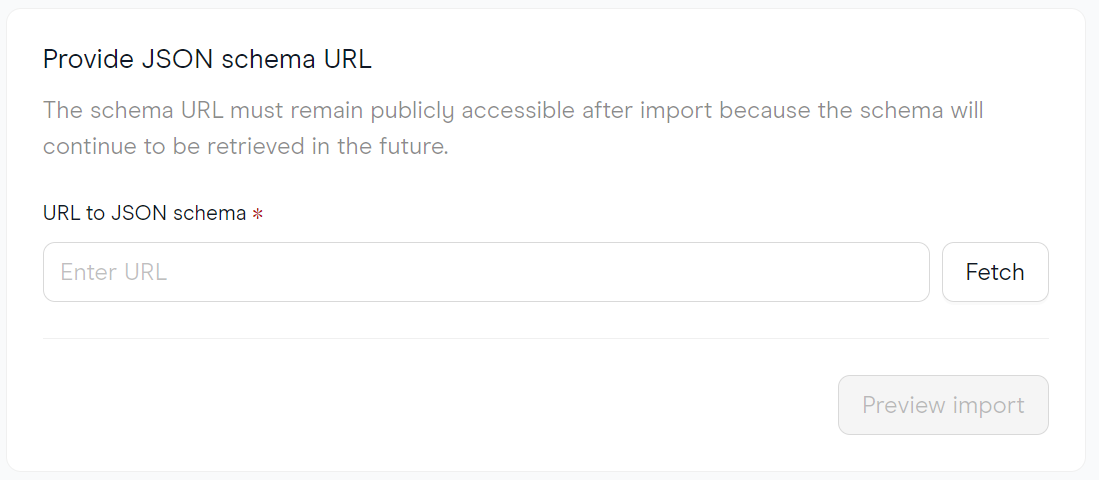 Provide JSON schema URL
The schema URL must remain publicly accessible after import because the schema will
continue to be retrieved in the future.
URL to JSON schema *
Enter URL
Fetch
Preview import